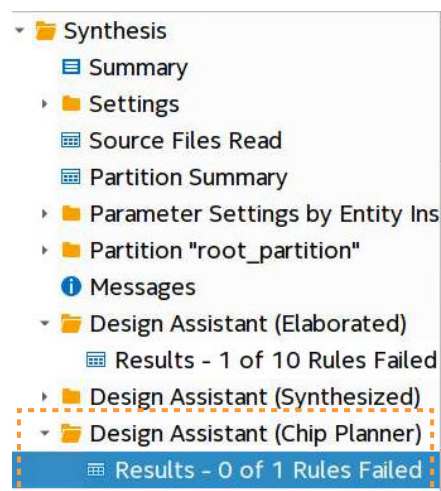 Synthesis
Summary
Settings
Source Files Read
Partition Summary
Parameter Settings by Entity Ins
Partition "root_partition"
Messages
Design Assistant (Elaborated)
Results - 1 of 10 Rules Failed
Design Assistant (Synthesized)
Design Assistant (Chip Planner)
Results - 0 of 1 Rules Failed